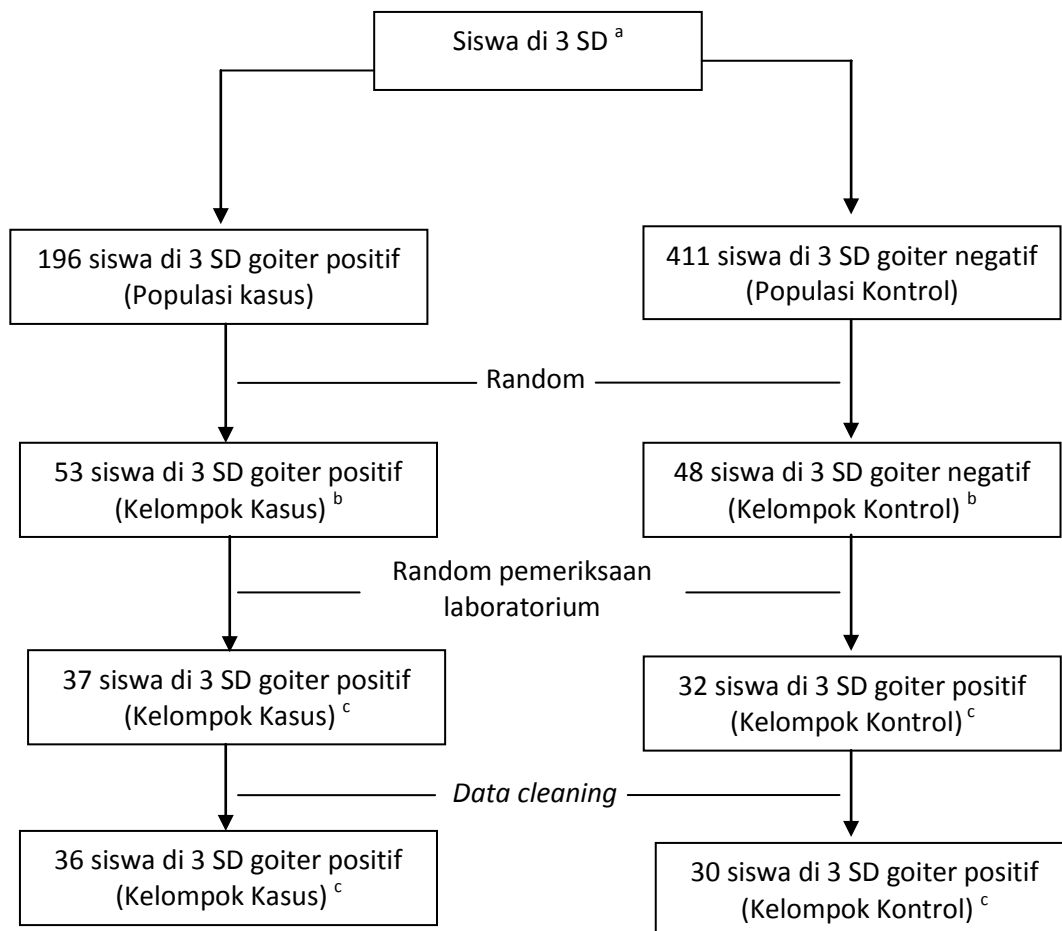 Siswa di 3 SD a
196 siswa di 3 SD goiter positif
(Populasi kasus)
411 siswa di 3 SD goiter negatif
(Populasi Kontrol)
Random
53 siswa di 3 SD goiter positif
(Kelompok Kasus) b
48 siswa di 3 SD goiter negatif
(Kelompok Kontrol) b
Random pemeriksaan
laboratorium
37 siswa di 3 SD goiter positif
(Kelompok Kasus) c
32 siswa di 3 SD goiter positif
(Kelompok Kontrol) c
Data cleaning
36 siswa di 3 SD goiter positif
(Kelompok Kasus) c
30 siswa di 3 SD goiter positif
(Kelompok Kontrol) c